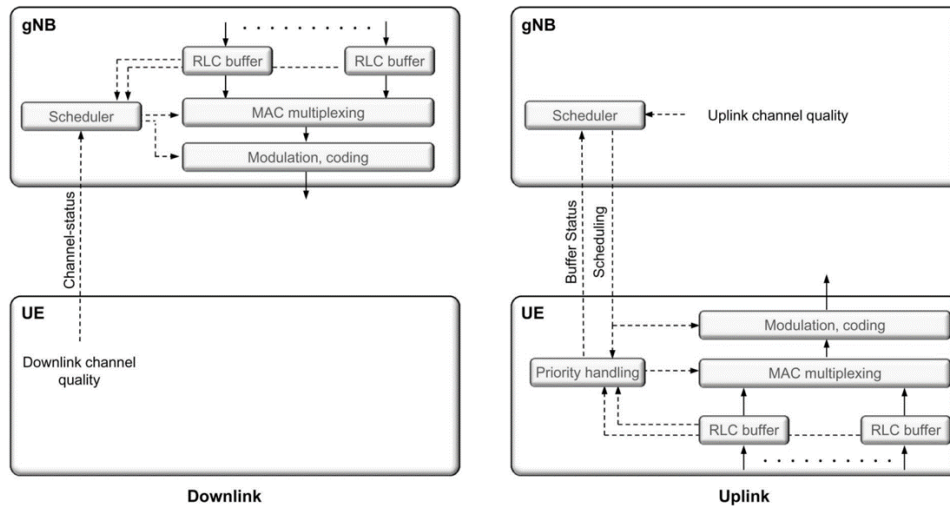 gNB
RLC buffer
RLC buffer
Scheduler
MAC multiplexing
Modulation, coding
Channel-status
UE
Downlink channel
quality
Downlink
gNB
Scheduler
Uplink channel quality
Buffer Status
Scheduling
UE
Modulation, coding
Priority handling
MAC multiplexing
RLC buffer
RLC buffer
Uplink